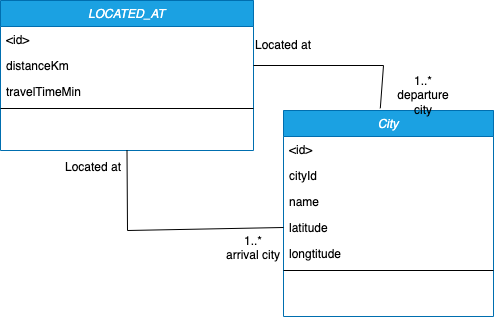 LOCATED_AT
<id>
distanceKm
travelTimeMin
Located at
1..*
departure
city
City
<id>
cityId
name
latitude
longtitude
Located at
1..*
arrival city